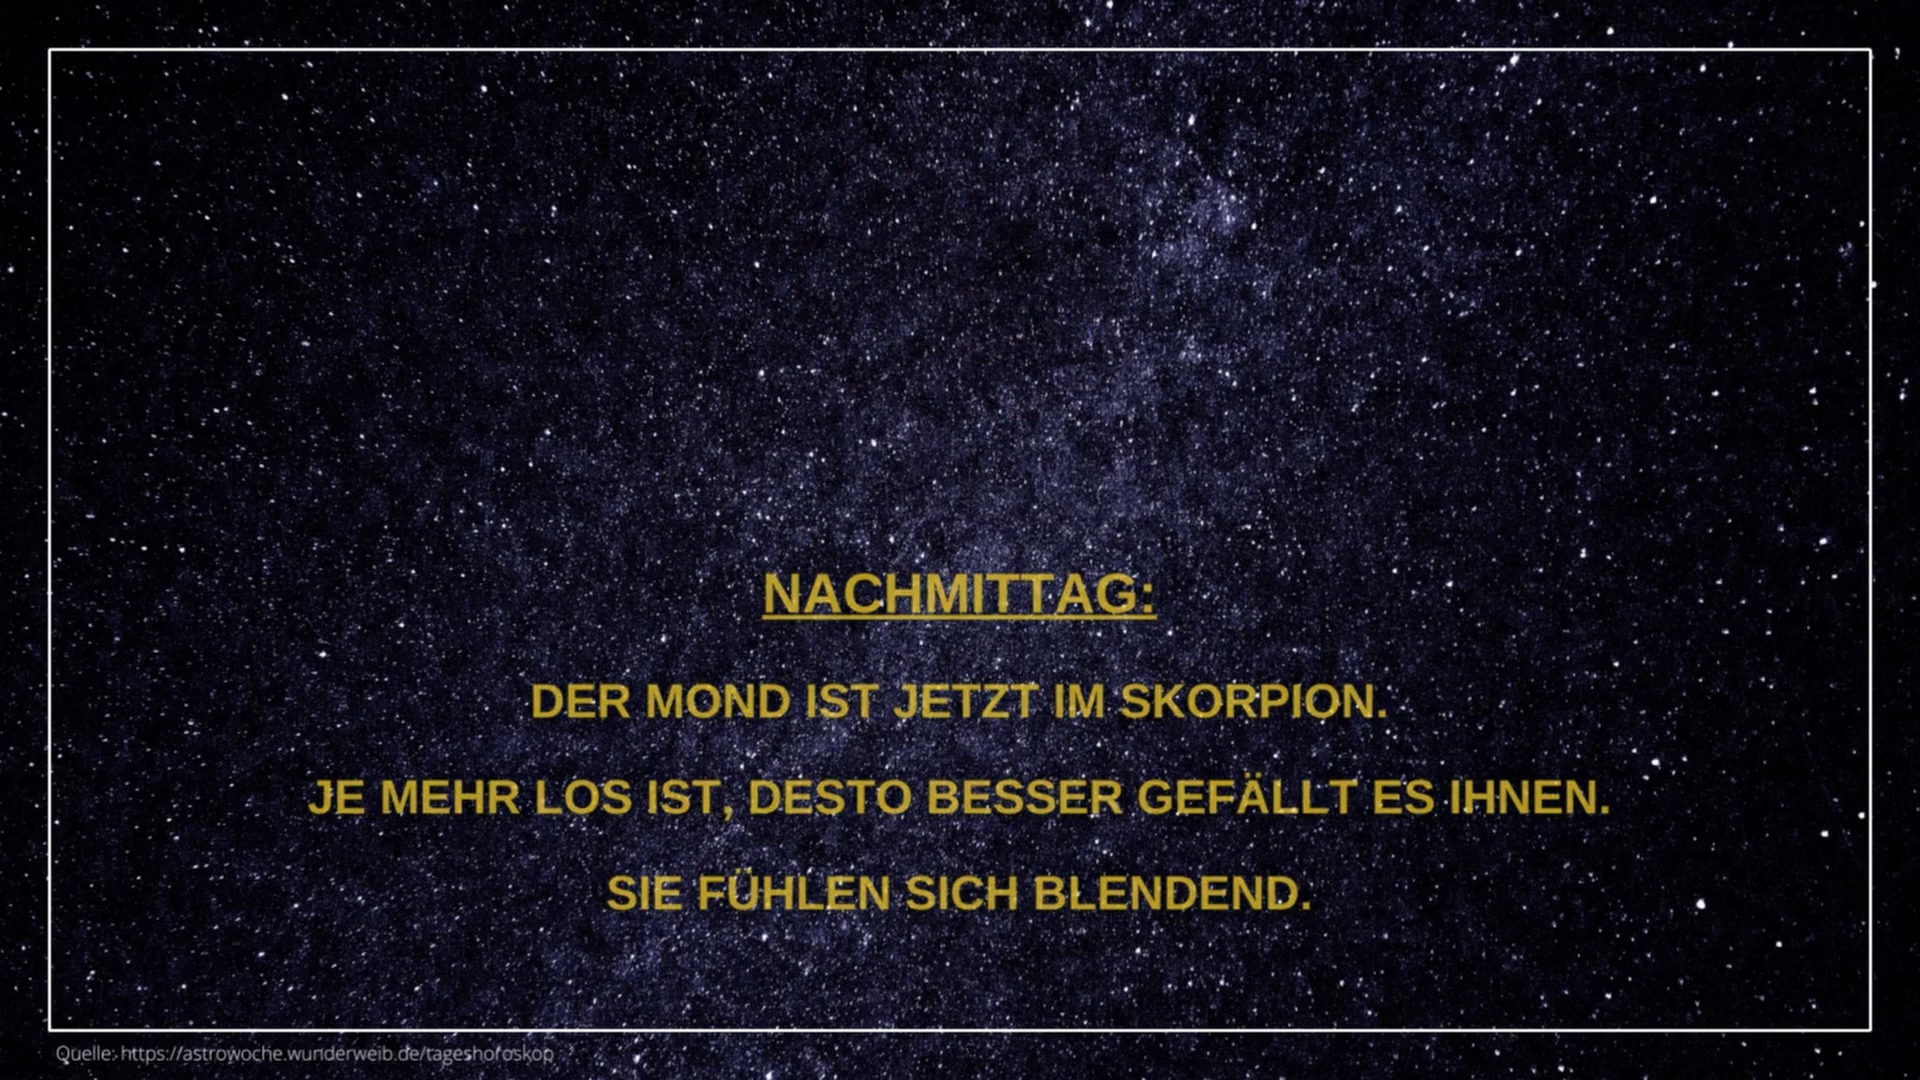 NACHMITTAG:
DER MOND IST JETZT IM SKORPION.
JE MEHR LOS IST, DESTO BESSER GEFÄLLT ES IHNEN.
SIE FÜHLEN SICH BLENDEND.
Quelle: https://astrowoche.wunderweib.de/tageshoroskop